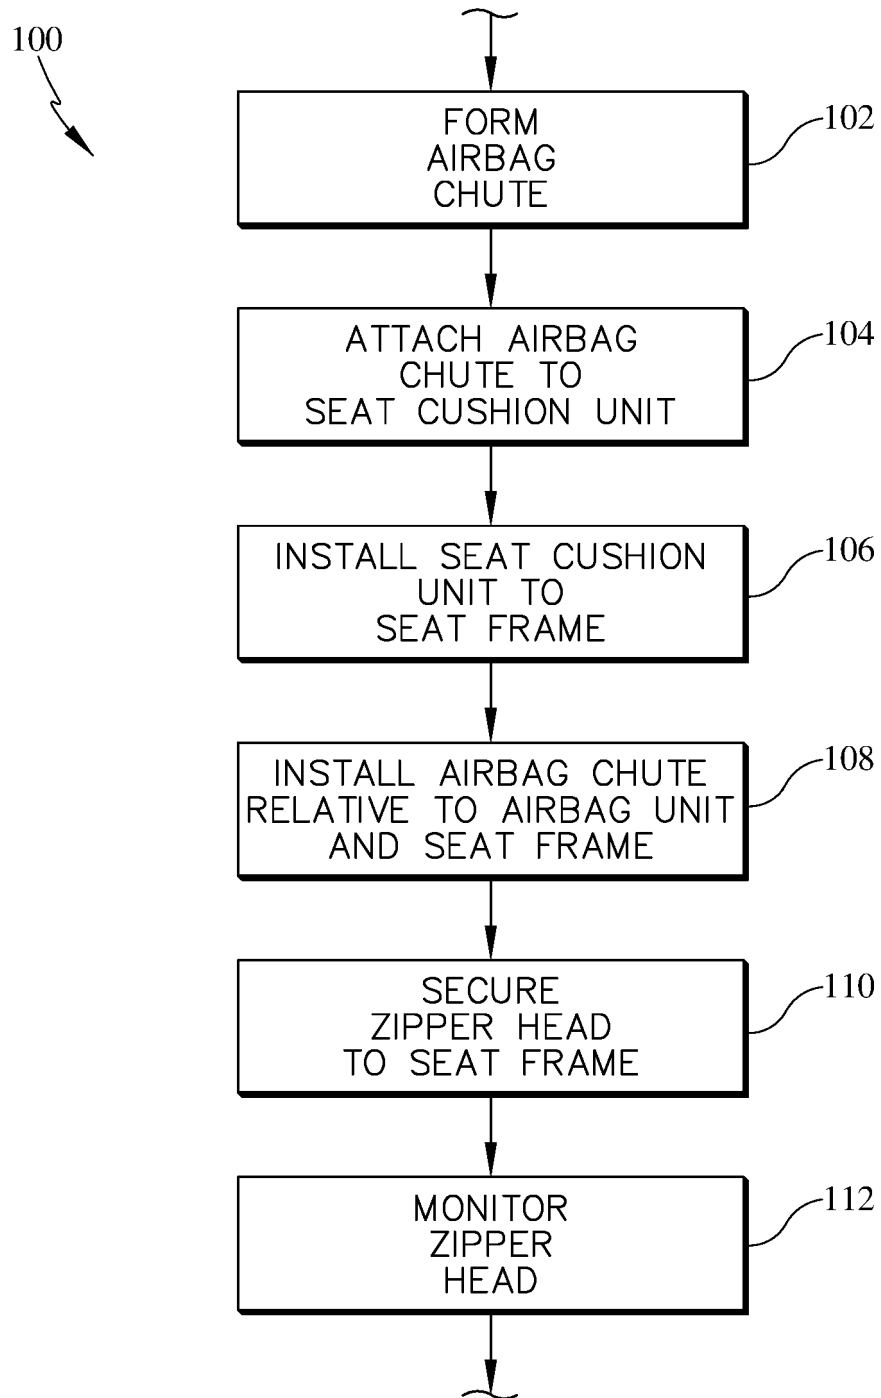 100
FORM
AIRBAG
CHUTE
102
ATTACH AIRBAG
CHUTE TO
SEAT CUSHION UNIT
104
INSTALL SEAT CUSHION
UNIT TO
SEAT FRAME
106
INSTALL AIRBAG CHUTE
RELATIVE TO AIRBAG UNIT
AND SEAT FRAME
108
SECURE
ZIPPER HEAD
TO SEAT FRAME
110
MONITOR
ZIPPER
HEAD
112